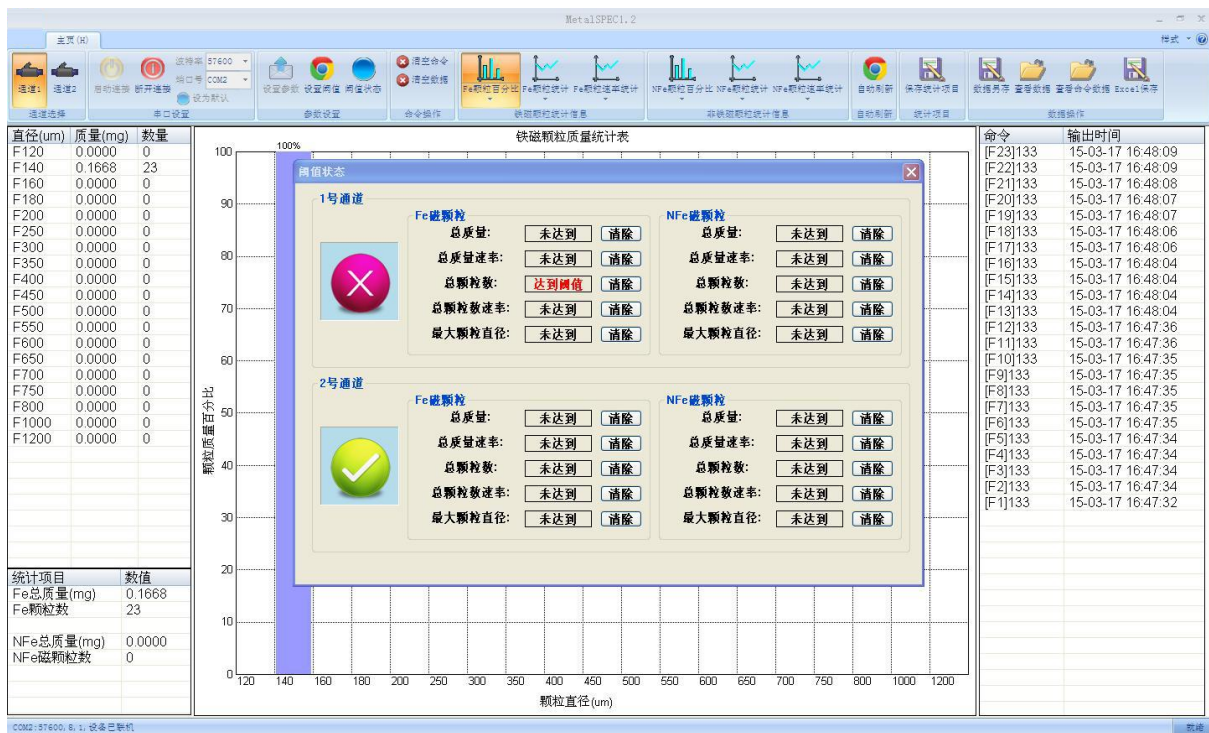 MetalSPEC1.2
主页(H)
样式
通道1 通道2
通道选择
启动连接 断开连接
波特率 57600
端口号 COM2
设为默认
串口设置
设置参数 设置阈值 阈值状态
参数设置
清空命令
清空数据
命令操作
Fe颗粒百分比 Fe颗粒统计 Fe颗粒速率统计
铁磁颗粒统计信息
NFe颗粒百分比 NFe颗粒统计 NFe颗粒速率统计
非铁磁颗粒统计信息
自动刷新
自动刷新
保存统计项目
统计项目
数据另存 查看数据 查看命令数据 Excel保存
数据操作
直径(um) 质量(mg) 数量
F120 0.0000 0
F140 0.1668 23
F160 0.0000 0
F180 0.0000 0
F200 0.0000 0
F250 0.0000 0
F300 0.0000 0
F350 0.0000 0
F400 0.0000 0
F450 0.0000 0
F500 0.0000 0
F550 0.0000 0
F600 0.0000 0
F650 0.0000 0
F700 0.0000 0
F750 0.0000 0
F800 0.0000 0
F1000 0.0000 0
F1200 0.0000 0
统计项目 数值
Fe总质量(mg) 0.1668
Fe颗粒数 23
NFe总质量(mg) 0.0000
NFe磁颗粒数 0
铁磁颗粒质量统计表
100%
100
90
80
70
60
50
40
30
20
10
0
颗粒质量百分比
120 140 160 180 200 250 300 350 400 450 500 550 600 650 700 750 800 1000 1200
颗粒直径(um)
阈值状态
1号通道
Fe磁颗粒
总质量: 未达到 清除
总质量速率: 未达到 清除
总颗粒数: 达到阈值 清除
总颗粒数速率: 未达到 清除
最大颗粒直径: 未达到 清除
NFe磁颗粒
总质量: 未达到 清除
总质量速率: 未达到 清除
总颗粒数: 未达到 清除
总颗粒数速率: 未达到 清除
最大颗粒直径: 未达到 清除
2号通道
Fe磁颗粒
总质量: 未达到 清除
总质量速率: 未达到 清除
总颗粒数: 未达到 清除
总颗粒数速率: 未达到 清除
最大颗粒直径: 未达到 清除
NFe磁颗粒
总质量: 未达到 清除
总质量速率: 未达到 清除
总颗粒数: 未达到 清除
总颗粒数速率: 未达到 清除
最大颗粒直径: 未达到 清除
命令 输出时间
[F23]133 15-03-17 16:48:09
[F22]133 15-03-17 16:48:09
[F21]133 15-03-17 16:48:08
[F20]133 15-03-17 16:48:07
[F19]133 15-03-17 16:48:07
[F18]133 15-03-17 16:48:06
[F17]133 15-03-17 16:48:06
[F16]133 15-03-17 16:48:04
[F15]133 15-03-17 16:48:04
[F14]133 15-03-17 16:48:04
[F13]133 15-03-17 16:48:04
[F12]133 15-03-17 16:47:36
[F11]133 15-03-17 16:47:36
[F10]133 15-03-17 16:47:35
[F9]133 15-03-17 16:47:35
[F8]133 15-03-17 16:47:35
[F7]133 15-03-17 16:47:35
[F6]133 15-03-17 16:47:35
[F5]133 15-03-17 16:47:34
[F4]133 15-03-17 16:47:34
[F3]133 15-03-17 16:47:34
[F2]133 15-03-17 16:47:34
[F1]133 15-03-17 16:47:32
COM2:57600,8,1,设备已联机
就绪